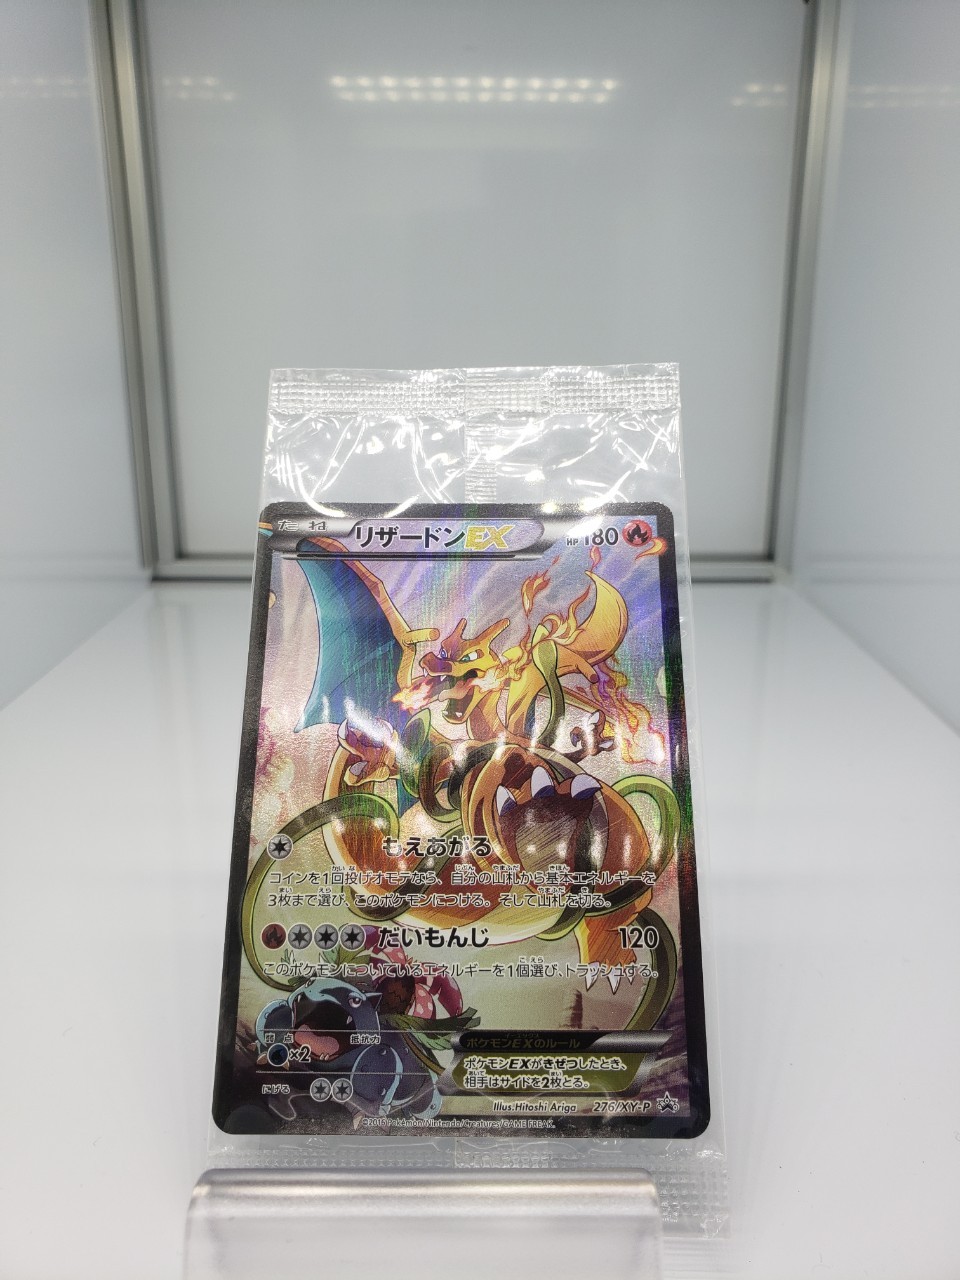 たね リザードンEX HP180
もえあがる
コインを1回投げオモテなら、自分の山札から基本エネルギーを
3枚まで選び、このポケモンにつける。そして山札を切る。
だいもんじ 120
このポケモンについているエネルギーを1個選び、トラッシュする。
弱点 抵抗力
×2
にげる
ポケモンEXのルール
ポケモンEXがきぜつしたとき、
相手はサイドを2枚とる。
Illus.Hitoshi Ariga 276/XY-P
©2016 Pokémon/Nintendo/Creatures/GAME FREAK.